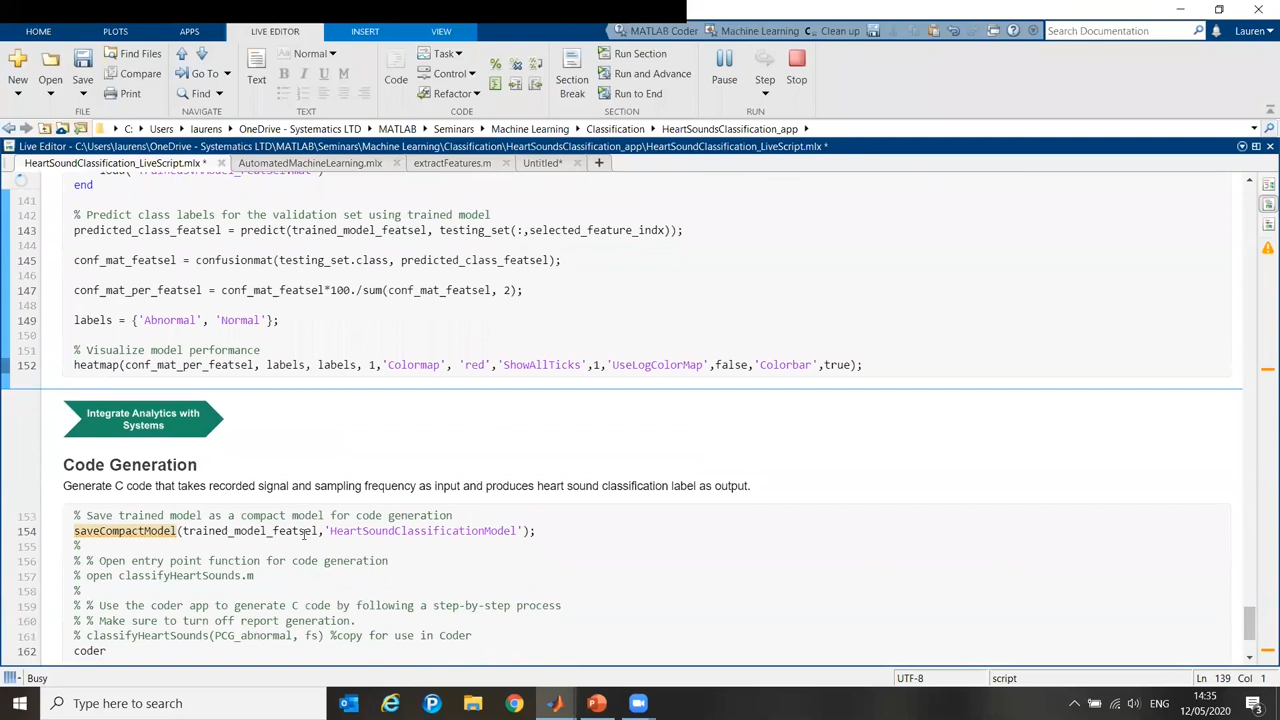 HOME PLOTS APPS LIVE EDITOR INSERT VIEW MATLAB Coder Machine Learning Clean up Search Documentation Lauren
New Open Save Find Files Compare Print Go To Find Text Normal B I U M Code Task Control Refactor Section Break Run Section Run and Advance Run to End Pause Step Stop
FILE NAVIGATE TEXT CODE SECTION RUN
C: Users laurens OneDrive - Systematics LTD MATLAB Seminars Machine Learning Classification HeartSoundsClassification_app
Live Editor - C:\Users\laurens\OneDrive - Systematics LTD\MATLAB\Seminars\Machine Learning\Classification\HeartSoundsClassification_app\HeartSoundClassification_LiveScript.mlx *
HeartSoundClassification_LiveScript.mlx * AutomatedMachineLearning.mlx extractFeatures.m Untitled* +
end
141
142 % Predict class labels for the validation set using trained model
143 predicted_class_featsel = predict(trained_model_featsel, testing_set(:,selected_feature_indx));
144
145 conf_mat_featsel = confusionmat(testing_set.class, predicted_class_featsel);
146
147 conf_mat_per_featsel = conf_mat_featsel*100./sum(conf_mat_featsel, 2);
148
149 labels = {'Abnormal', 'Normal'};
150
151 % Visualize model performance
152 heatmap(conf_mat_per_featsel, labels, labels, 1,'Colormap', 'red','ShowAllTicks',1,'UseLogColorMap',false,'Colorbar',true);
Integrate Analytics with
Systems
Code Generation
Generate C code that takes recorded signal and sampling frequency as input and produces heart sound classification label as output.
153 % Save trained model as a compact model for code generation
154 saveCompactModel(trained_model_featsel,'HeartSoundClassificationModel');
155 %
156 % % Open entry point function for code generation
157 % open classifyHeartSounds.m
158 %
159 % % Use the coder app to generate C code by following a step-by-step process
160 % % Make sure to turn off report generation.
161 % classifyHeartSounds(PCG_abnormal, fs) %copy for use in Coder
162 coder
Busy UTF-8 script Ln 139 Col 1
Type here to search ENG 14:35
12/05/2020 3